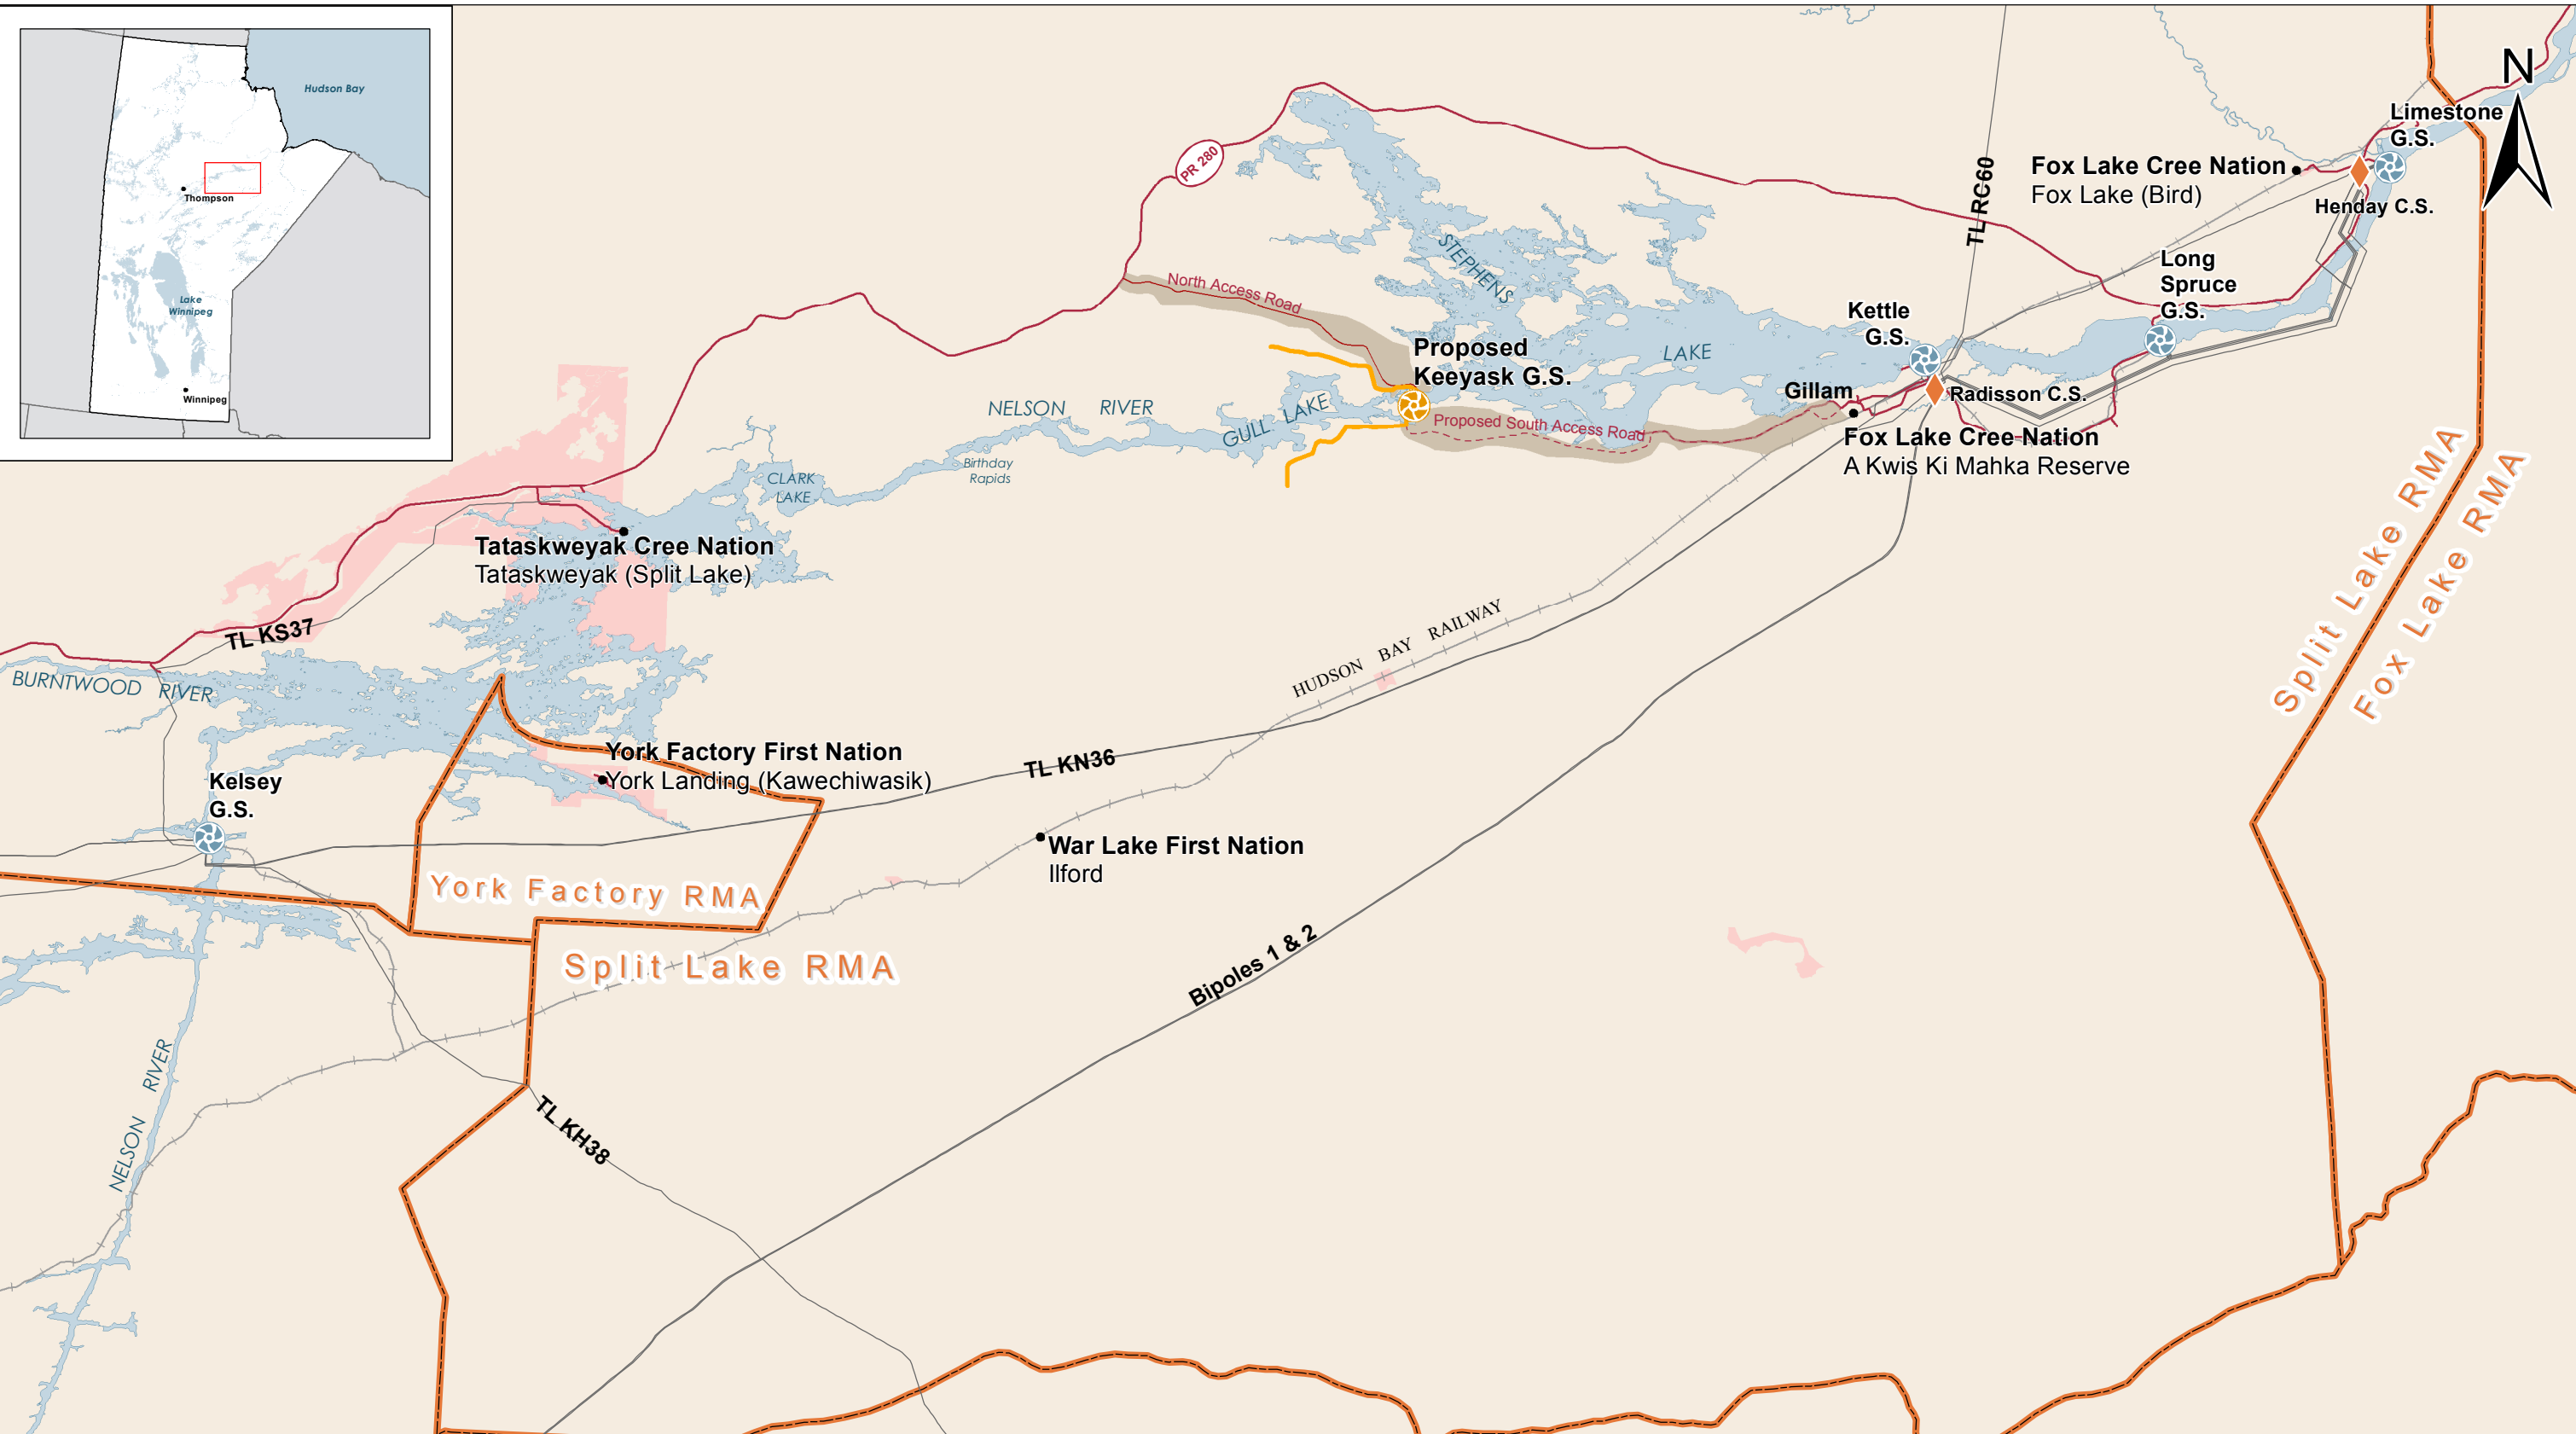 Hudson Bay
Thompson
Lake
Winnipeg
Winnipeg
N
PR 280
TL RC60
Limestone
G.S.
Fox Lake Cree Nation
Fox Lake (Bird)
Henday C.S.
Long
Spruce
G.S.
North Access Road
STEPHENS
LAKE
Kettle
G.S.
Proposed
Keeyask G.S.
Gillam
Radisson C.S.
NELSON RIVER
GULL LAKE
Proposed South Access Road
Fox Lake Cree Nation
A Kwis Ki Mahka Reserve
Birthday
Rapids
CLARK
LAKE
Tataskweyak Cree Nation
Tataskweyak (Split Lake)
Split Lake RMA
Fox Lake RMA
TL KS37
HUDSON BAY RAILWAY
BURNTWOOD RIVER
York Factory First Nation
York Landing (Kawechiwasik)
TL KN36
Kelsey
G.S.
War Lake First Nation
Ilford
York Factory RMA
Split Lake RMA
Bipoles 1 & 2
NELSON RIVER
TL KH38